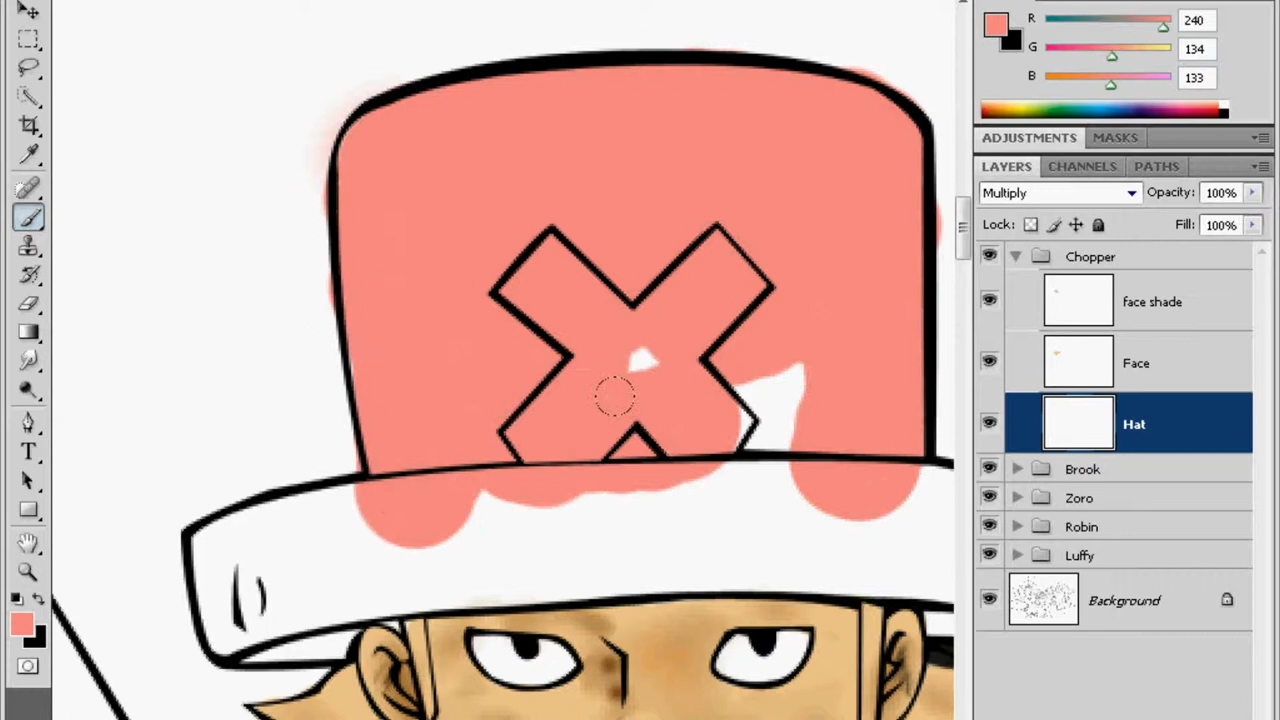 R 240
G 134
B 133
ADJUSTMENTS MASKS
LAYERS CHANNELS PATHS
Multiply Opacity: 100%
Lock: Fill: 100%
Chopper
face shade
Face
Hat
Brook
Zoro
Robin
Luffy
Background
T